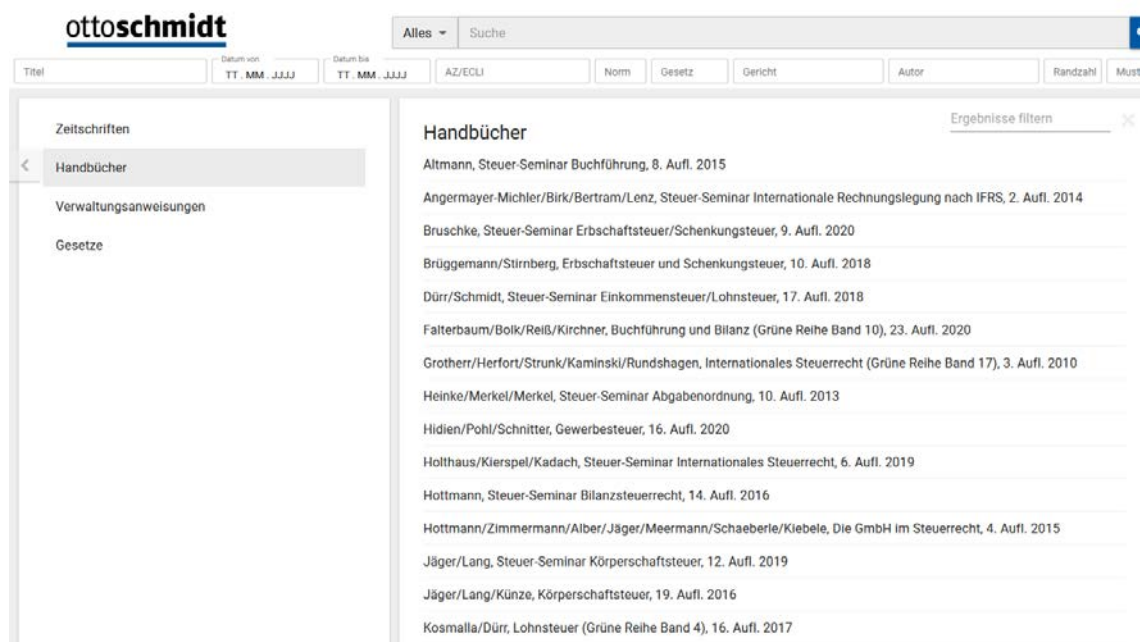 ottoschmidt
Alles Suche
Titel Datum von TT.MM.JJJJ Datum bis TT.MM.JJJJ AZ/ECLI Norm Gesetz Gericht Autor Randzahl Must
Zeitschriften
Handbücher
Verwaltungsanweisungen
Gesetze
Handbücher
Ergebnisse filtern
Altmann, Steuer-Seminar Buchführung, 8. Aufl. 2015
Angermayer-Michler/Birk/Bertram/Lenz, Steuer-Seminar Internationale Rechnungslegung nach IFRS, 2. Aufl. 2014
Bruschke, Steuer-Seminar Erbschaftsteuer/Schenkungsteuer, 9. Aufl. 2020
Brüggemann/Stirnberg, Erbschaftsteuer und Schenkungsteuer, 10. Aufl. 2018
Dürr/Schmidt, Steuer-Seminar Einkommensteuer/Lohnsteuer, 17. Aufl. 2018
Falterbaum/Bolk/Reiß/Kirchner, Buchführung und Bilanz (Grüne Reihe Band 10), 23. Aufl. 2020
Grotherr/Herfort/Strunk/Kaminski/Rundshagen, Internationales Steuerrecht (Grüne Reihe Band 17), 3. Aufl. 2010
Heinke/Merkel/Merkel, Steuer-Seminar Abgabenordnung, 10. Aufl. 2013
Hidien/Pohl/Schnitter, Gewerbesteuer, 16. Aufl. 2020
Holthaus/Kierspel/Kadach, Steuer-Seminar Internationales Steuerrecht, 6. Aufl. 2019
Hottmann, Steuer-Seminar Bilanzsteuerrecht, 14. Aufl. 2016
Hottmann/Zimmermann/Alber/Jäger/Meermann/Schaeberle/Kiebele, Die GmbH im Steuerrecht, 4. Aufl. 2015
Jäger/Lang, Steuer-Seminar Körperschaftsteuer, 12. Aufl. 2019
Jäger/Lang/Künze, Körperschaftsteuer, 19. Aufl. 2016
Kosmalla/Dürr, Lohnsteuer (Grüne Reihe Band 4), 16. Aufl. 2017